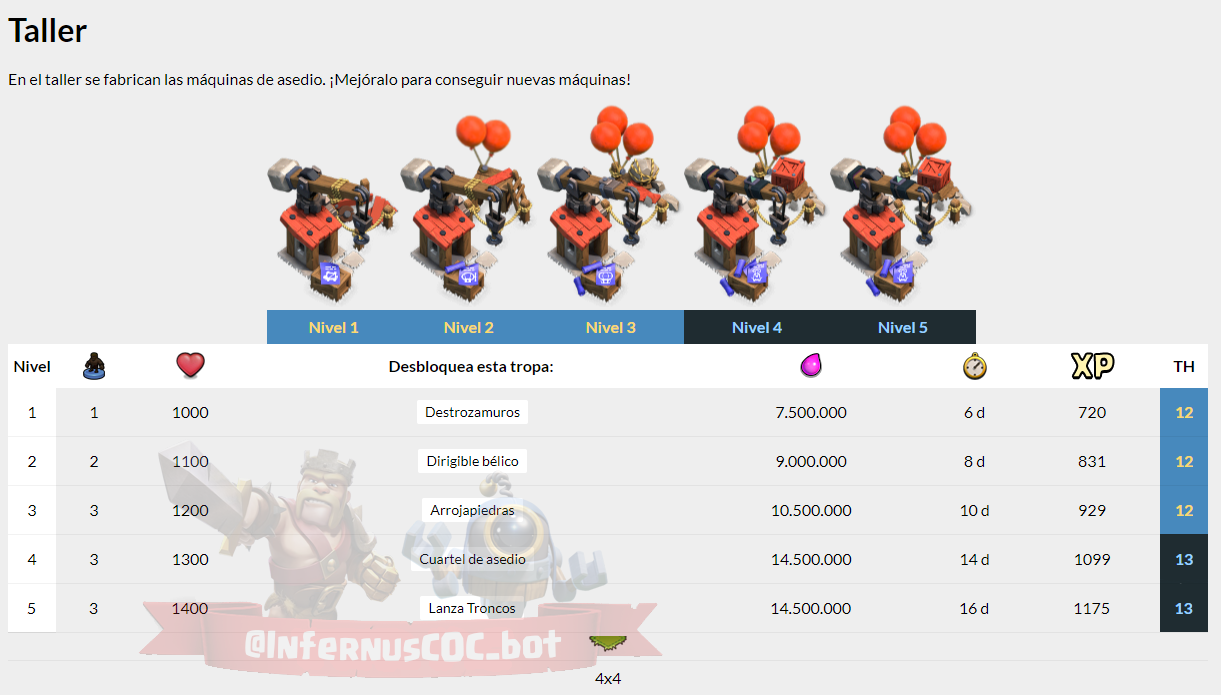 Taller
En el taller se fabrican las máquinas de asedio. ¡Mejóralo para conseguir nuevas máquinas!
Nivel 1 Nivel 2 Nivel 3 Nivel 4 Nivel 5
Nivel Desbloquea esta tropa: XP TH
1 1 1000 Destrozamuros 7.500.000 6 d 720 12
2 2 1100 Dirigible bélico 9.000.000 8 d 831 12
3 3 1200 Arrojapiedras 10.500.000 10 d 929 12
4 3 1300 Cuartel de asedio 14.500.000 14 d 1099 13
5 3 1400 Lanza Troncos 14.500.000 16 d 1175 13
@InfernusCOC_bot
4x4